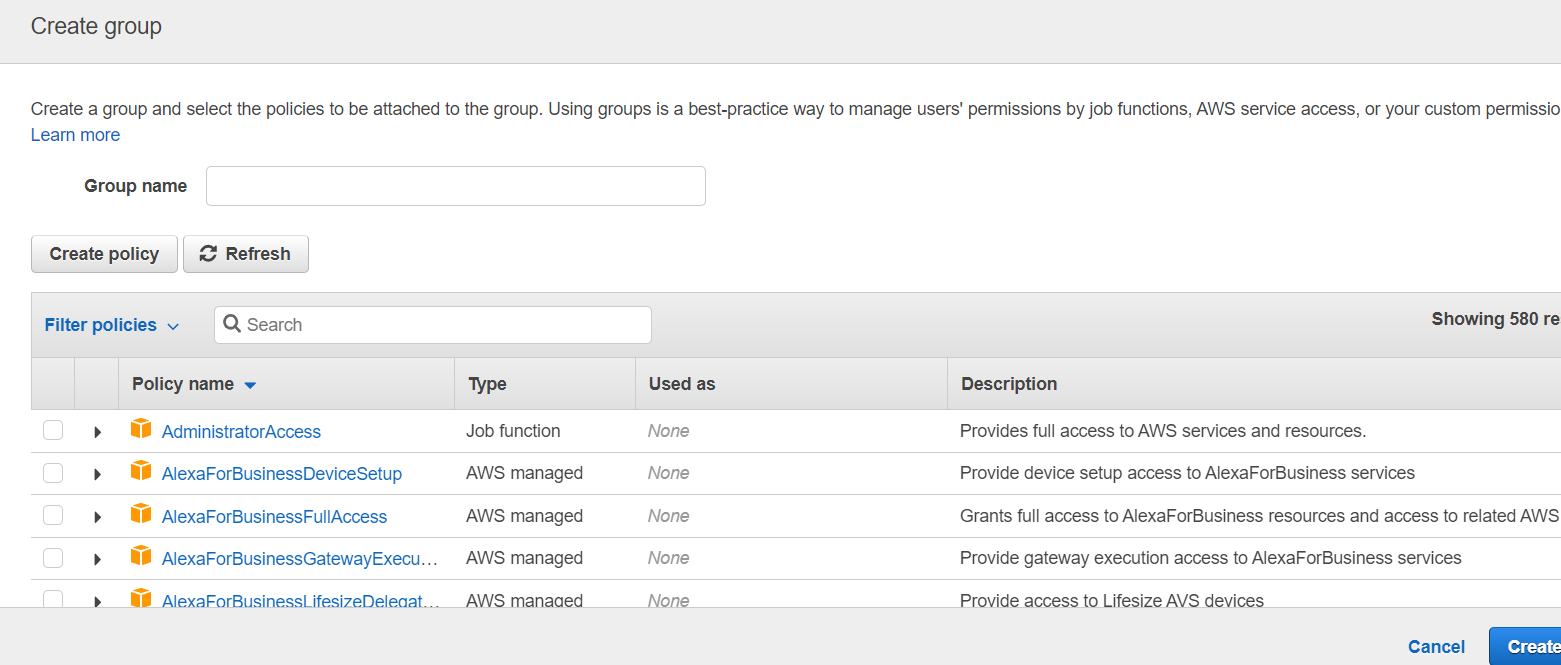 Create group
Create a group and select the policies to be attached to the group. Using groups is a best-practice way to manage users' permissions by job functions, AWS service access, or your custom permissio
Learn more
Group name
Create policy Refresh
Filter policies Search Showing 580 re
Policy name Type Used as Description
AdministratorAccess Job function None Provides full access to AWS services and resources.
AlexaForBusinessDeviceSetup AWS managed None Provide device setup access to AlexaForBusiness services
AlexaForBusinessFullAccess AWS managed None Grants full access to AlexaForBusiness resources and access to related AWS
AlexaForBusinessGatewayExecu… AWS managed None Provide gateway execution access to AlexaForBusiness services
AlexaForBusinessLifesizeDelegat… AWS managed None Provide access to Lifesize AVS devices
Cancel Create